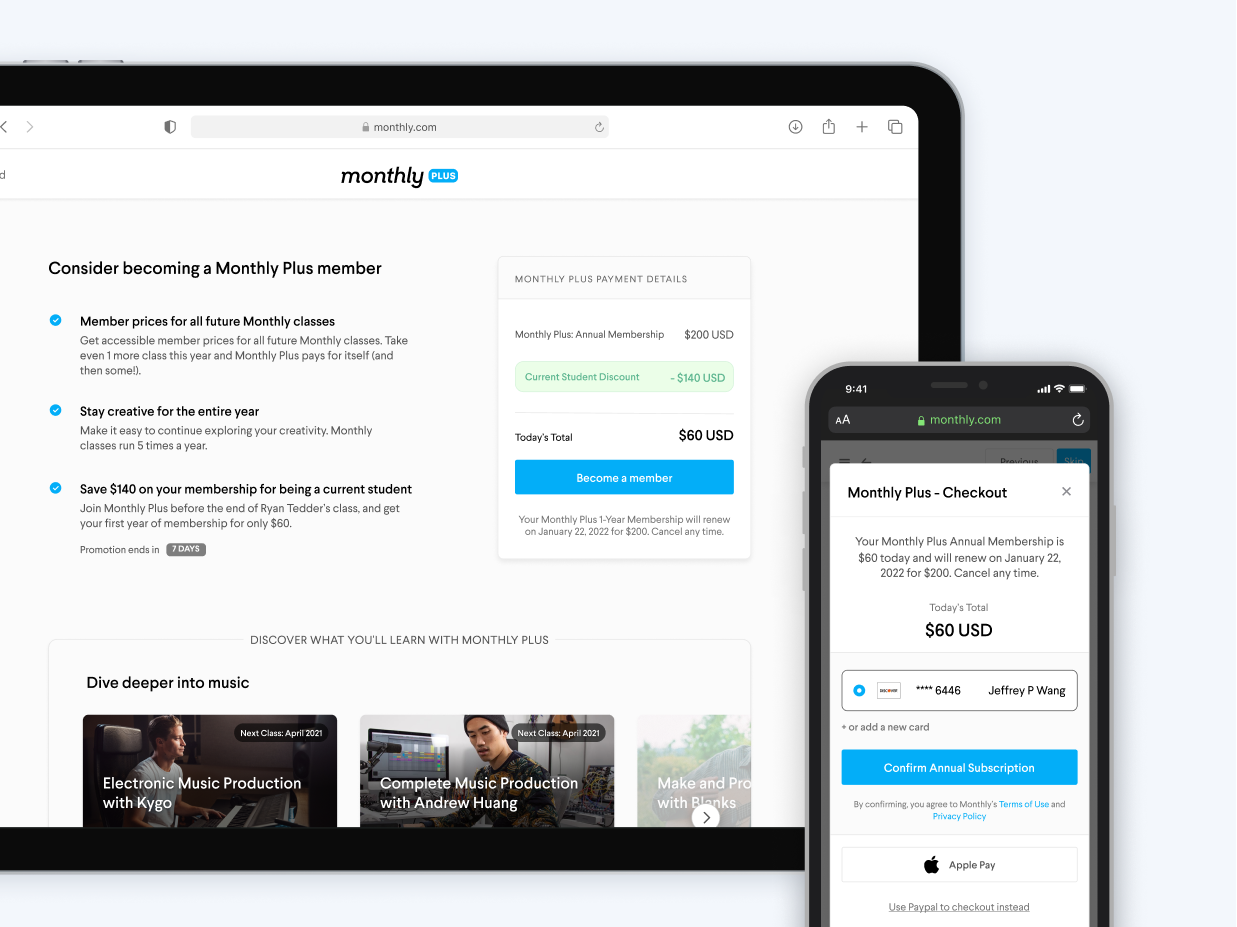 monthly.com
d
monthly PLUS
Consider becoming a Monthly Plus member
Member prices for all future Monthly classes
Get accessible member prices for all future Monthly classes. Take
even 1 more class this year and Monthly Plus pays for itself (and
then some!).
Stay creative for the entire year
Make it easy to continue exploring your creativity. Monthly
classes run 5 times a year.
Save $140 on your membership for being a current student
Join Monthly Plus before the end of Ryan Tedder's class, and get
your first year of membership for only $60.
Promotion ends in 7 DAYS
MONTHLY PLUS PAYMENT DETAILS
Monthly Plus: Annual Membership $200 USD
Current Student Discount - $140 USD
Today's Total $60 USD
Become a member
Your Monthly Plus 1-Year Membership will renew
on January 22, 2022 for $200. Cancel any time.
DISCOVER WHAT YOU'LL LEARN WITH MONTHLY PLUS
Dive deeper into music
Next Class: April 2021
Electronic Music Production
with Kygo
Next Class: April 2021
Complete Music Production
with Andrew Huang
Make and Pro
with Blanks
9:41
AA monthly.com
Previous Skip
Monthly Plus - Checkout
Your Monthly Plus Annual Membership is
$60 today and will renew on January 22,
2022 for $200. Cancel any time.
Today's Total
$60 USD
DISCOVER **** 6446 Jeffrey P Wang
+ or add a new card
Confirm Annual Subscription
By confirming, you agree to Monthly's Terms of Use and
Privacy Policy
Apple Pay
Use Paypal to checkout instead